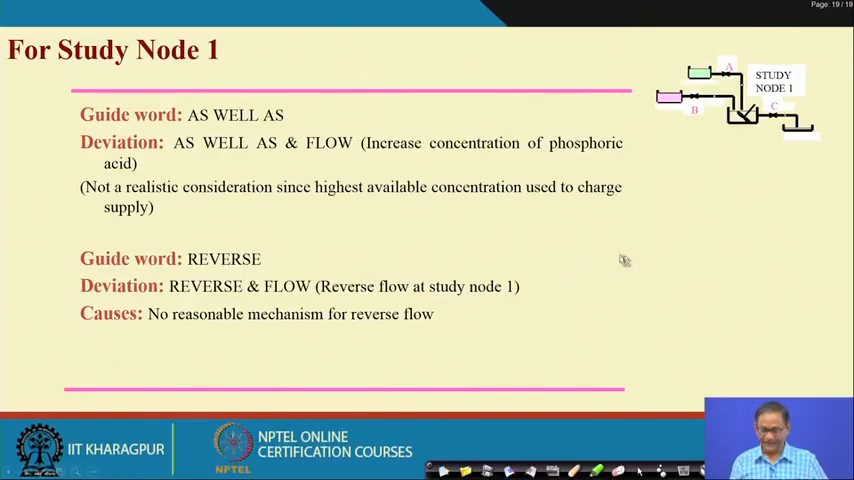 Page: 19 / 19
For Study Node 1
A
STUDY
NODE 1
B
C
Guide word: AS WELL AS
Deviation: AS WELL AS & FLOW (Increase concentration of phosphoric
acid)
(Not a realistic consideration since highest available concentration used to charge
supply)
Guide word: REVERSE
Deviation: REVERSE & FLOW (Reverse flow at study node 1)
Causes: No reasonable mechanism for reverse flow
IIT KHARAGPUR
NPTEL
NPTEL ONLINE
CERTIFICATION COURSES